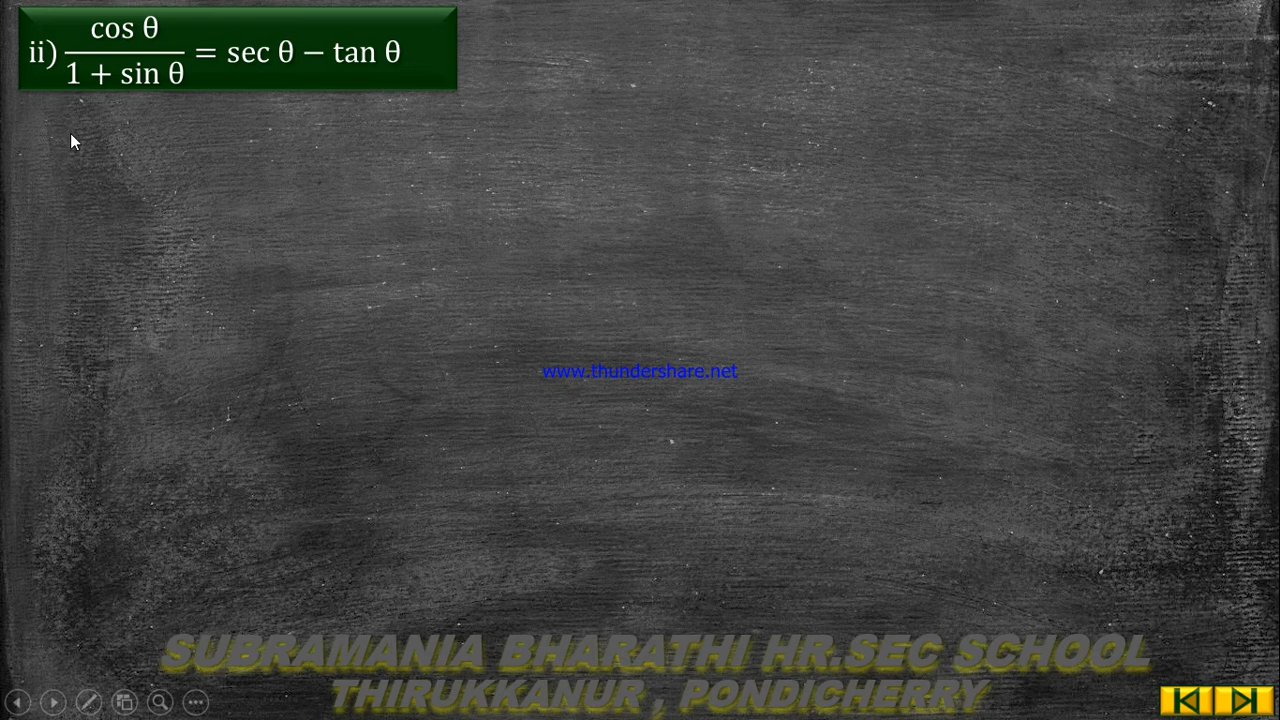 ii) cos θ / 1 + sin θ = sec θ − tan θ
www.thundershare.net
SUBRAMANIA BHARATHI HR.SEC SCHOOL
THIRUKKANUR , PONDICHERRY